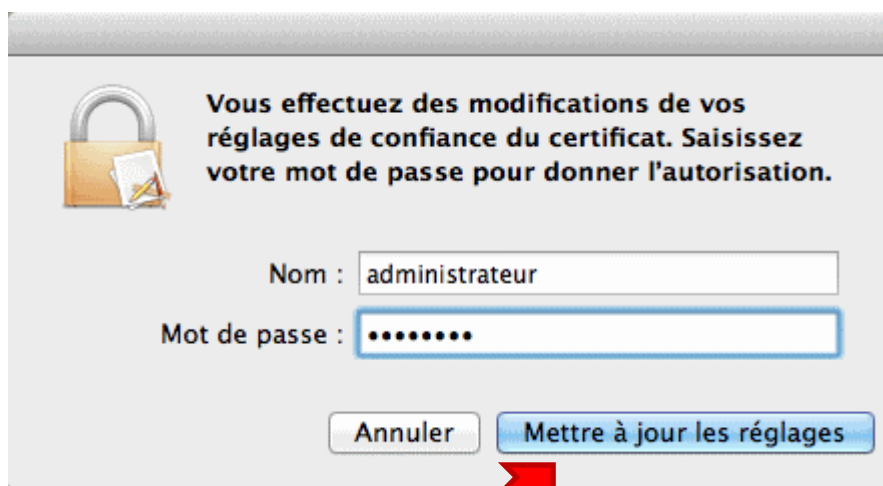 Vous effectuez des modifications de vos
réglages de confiance du certificat. Saisissez
votre mot de passe pour donner l'autorisation.
Nom : administrateur
Mot de passe : ••••••••
Annuler Mettre à jour les réglages